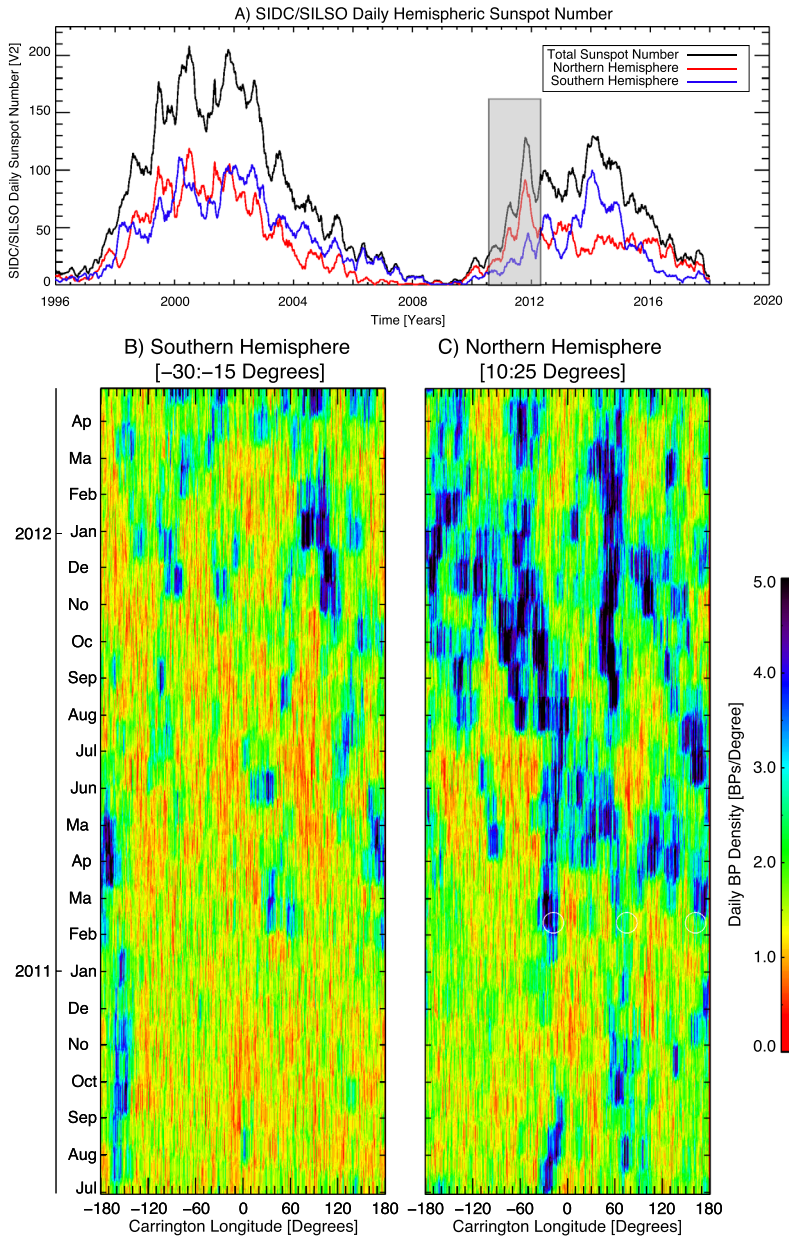 A) SIDC/SILSO Daily Hemispheric Sunspot Number
SIDC/SILSO Daily Sunspot Number [V2]
200
150
100
50
0
Total Sunspot Number
Northern Hemisphere
Southern Hemisphere
1996 2000 2004 2008 2012 2016 2020
Time [Years]
B) Southern Hemisphere
[−30:−15 Degrees]
C) Northern Hemisphere
[10:25 Degrees]
2012
2011
Ap
Ma
Feb
Jan
De
No
Oc
Sep
Aug
Jul
Jun
Ma
Ap
Ma
Feb
Jan
De
No
Oct
Sep
Aug
Jul
−180 −120 −60 0 60 120 180
Carrington Longitude [Degrees]
−180 −120 −60 0 60 120 180
Carrington Longitude [Degrees]
Daily BP Density [BPs/Degree]
5.0
4.0
3.0
2.0
1.0
0.0